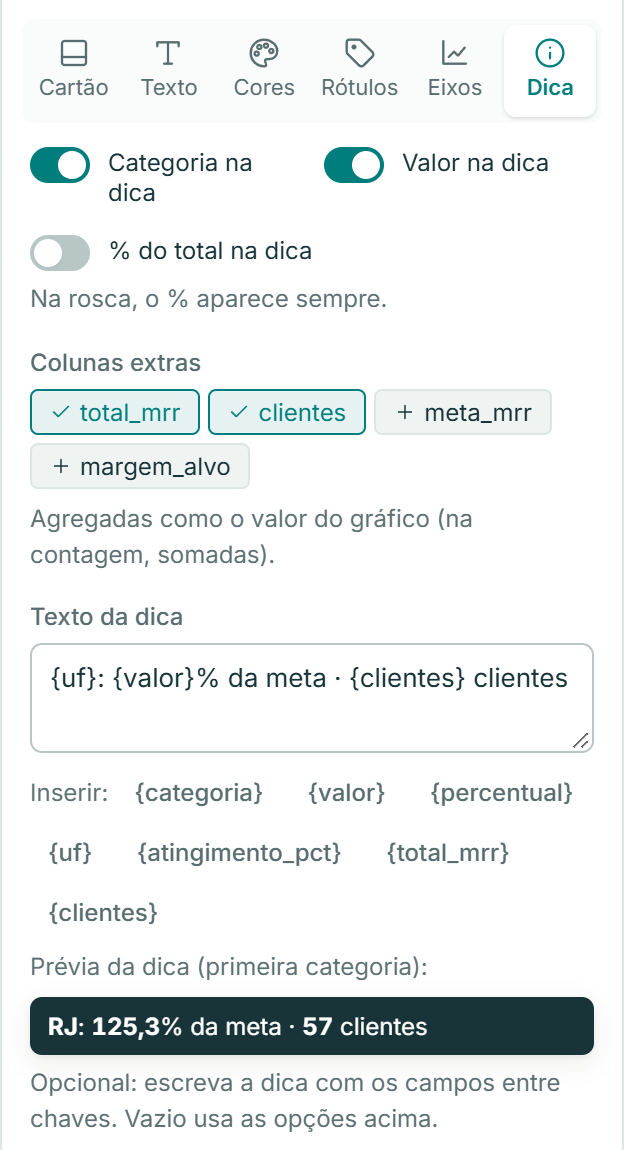 Cartão Texto Cores Rótulos Eixos Dica
Categoria na dica
Valor na dica
% do total na dica
Na rosca, o % aparece sempre.
Colunas extras
✓ total_mrr ✓ clientes + meta_mrr
+ margem_alvo
Agregadas como o valor do gráfico (na
contagem, somadas).
Texto da dica
{uf}: {valor}% da meta · {clientes} clientes
Inserir: {categoria} {valor} {percentual}
{uf} {atingimento_pct} {total_mrr}
{clientes}
Prévia da dica (primeira categoria):
RJ: 125,3% da meta · 57 clientes
Opcional: escreva a dica com os campos entre
chaves. Vazio usa as opções acima.